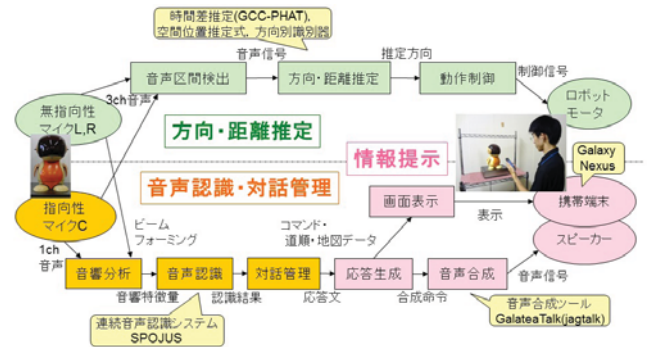 時間差推定(GCC-PHAT),
空間位置推定式, 方向別識別器
音声信号
推定方向
音声区間検出
方向・距離推定
動作制御
制御信号
3ch音声
無指向性
マイクL,R
ロボット
モータ
方向・距離推定
情報提示
Galaxy
Nexus
音声認識・対話管理
指向性
マイクC
画面表示
表示
携帯端末
ビーム
フォーミング
コマンド・
道順・地図データ
スピーカー
1ch
音声
音響分析
音声認識
対話管理
応答生成
音声合成
音声信号
音響特徴量
認識結果
応答文
合成命令
連続音声認識システム
SPOJUS
音声合成ツール
GalateaTalk(jagtalk)